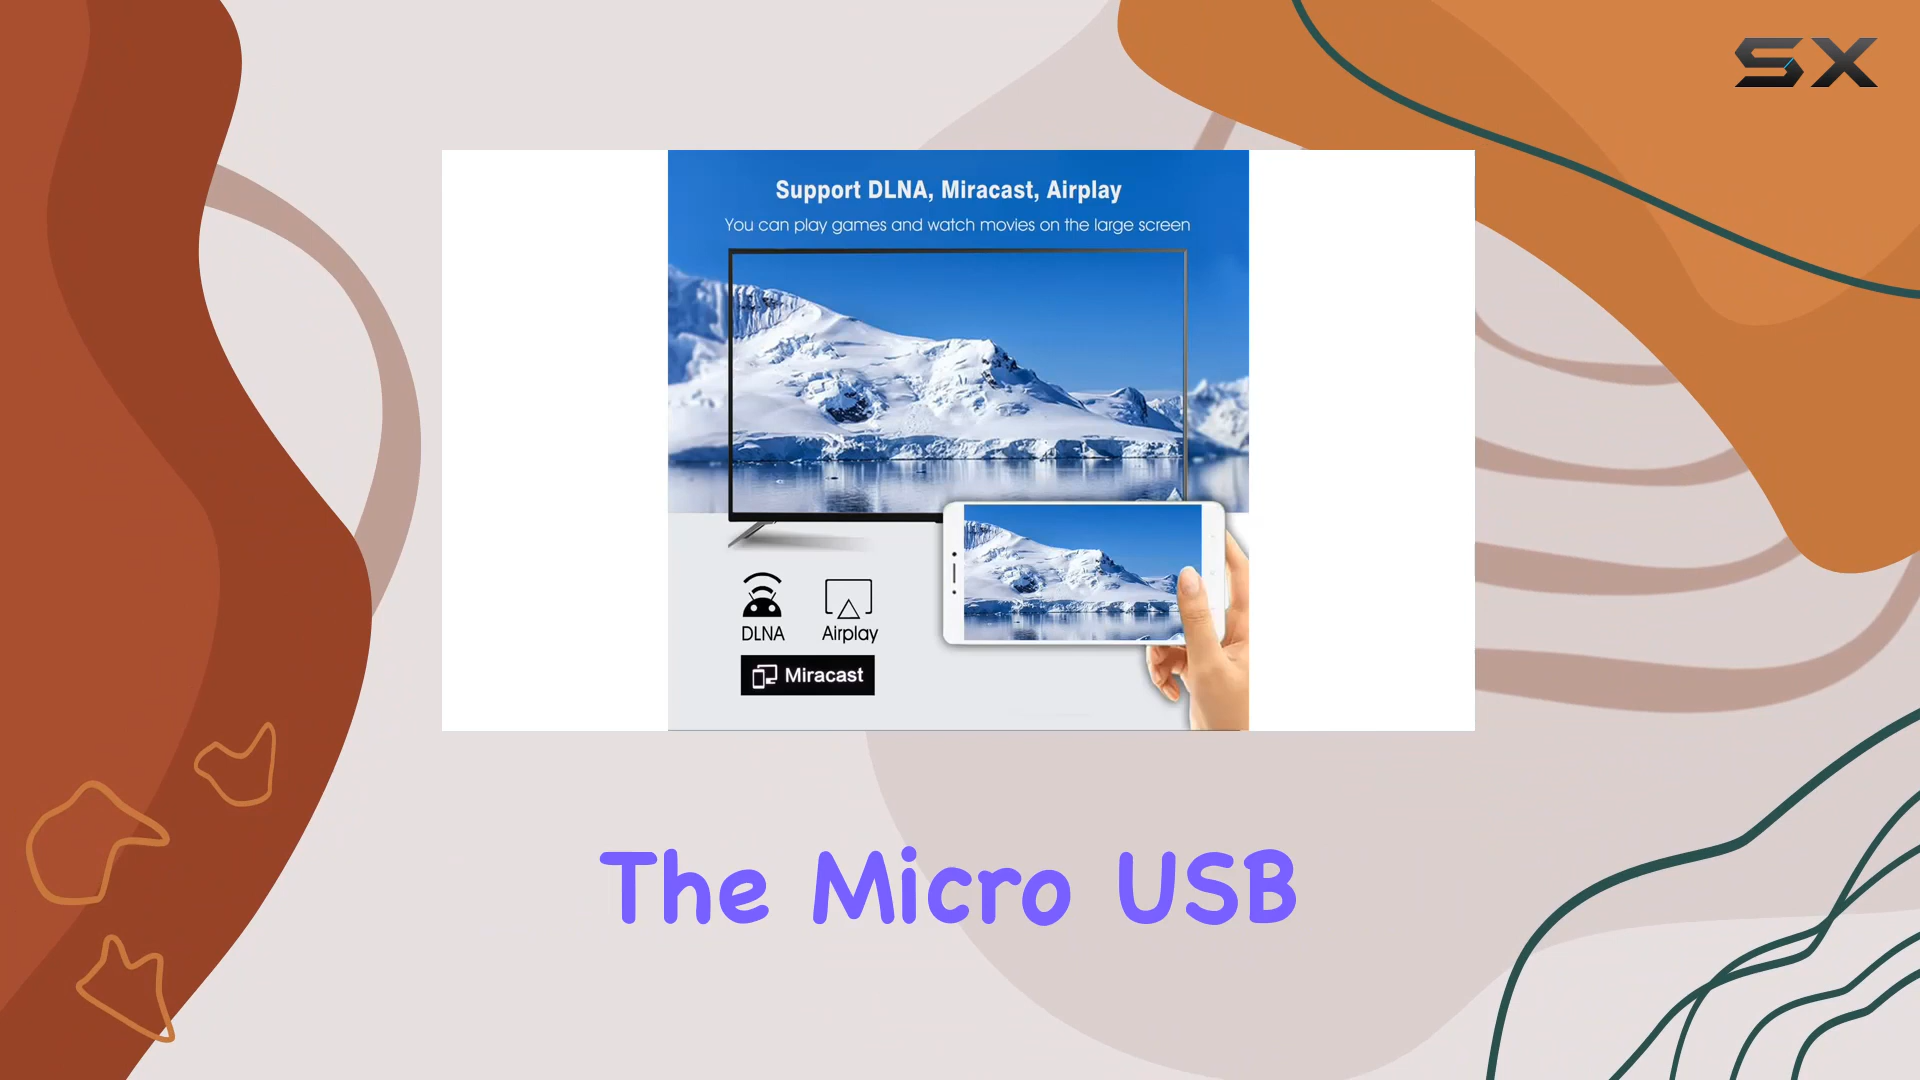 SX
Support DLNA, Miracast, Airplay
You can play games and watch movies on the large screen
DLNA
Airplay
Miracast
The Micro USB